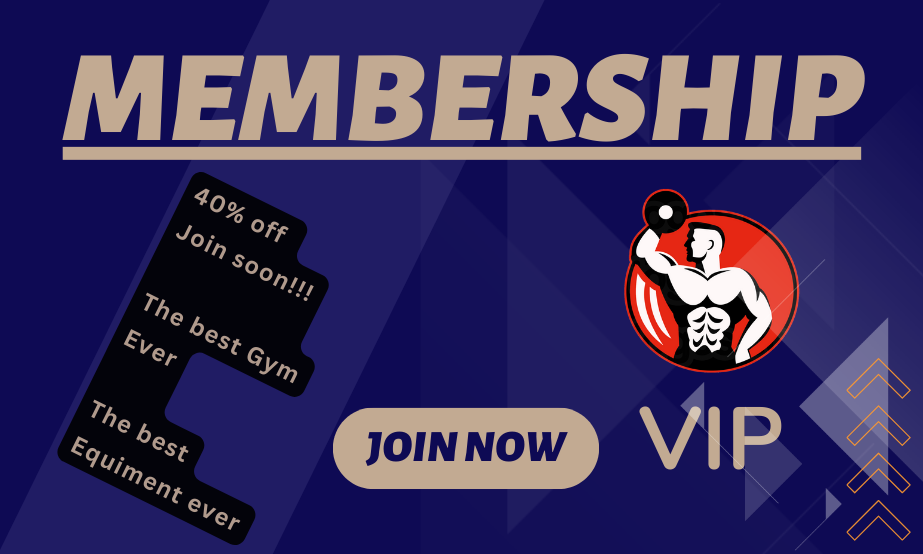 MEMBERSHIP
40% off
Join soon!!!
The best Gym
Ever
The best
Equiment ever
JOIN NOW
VIP